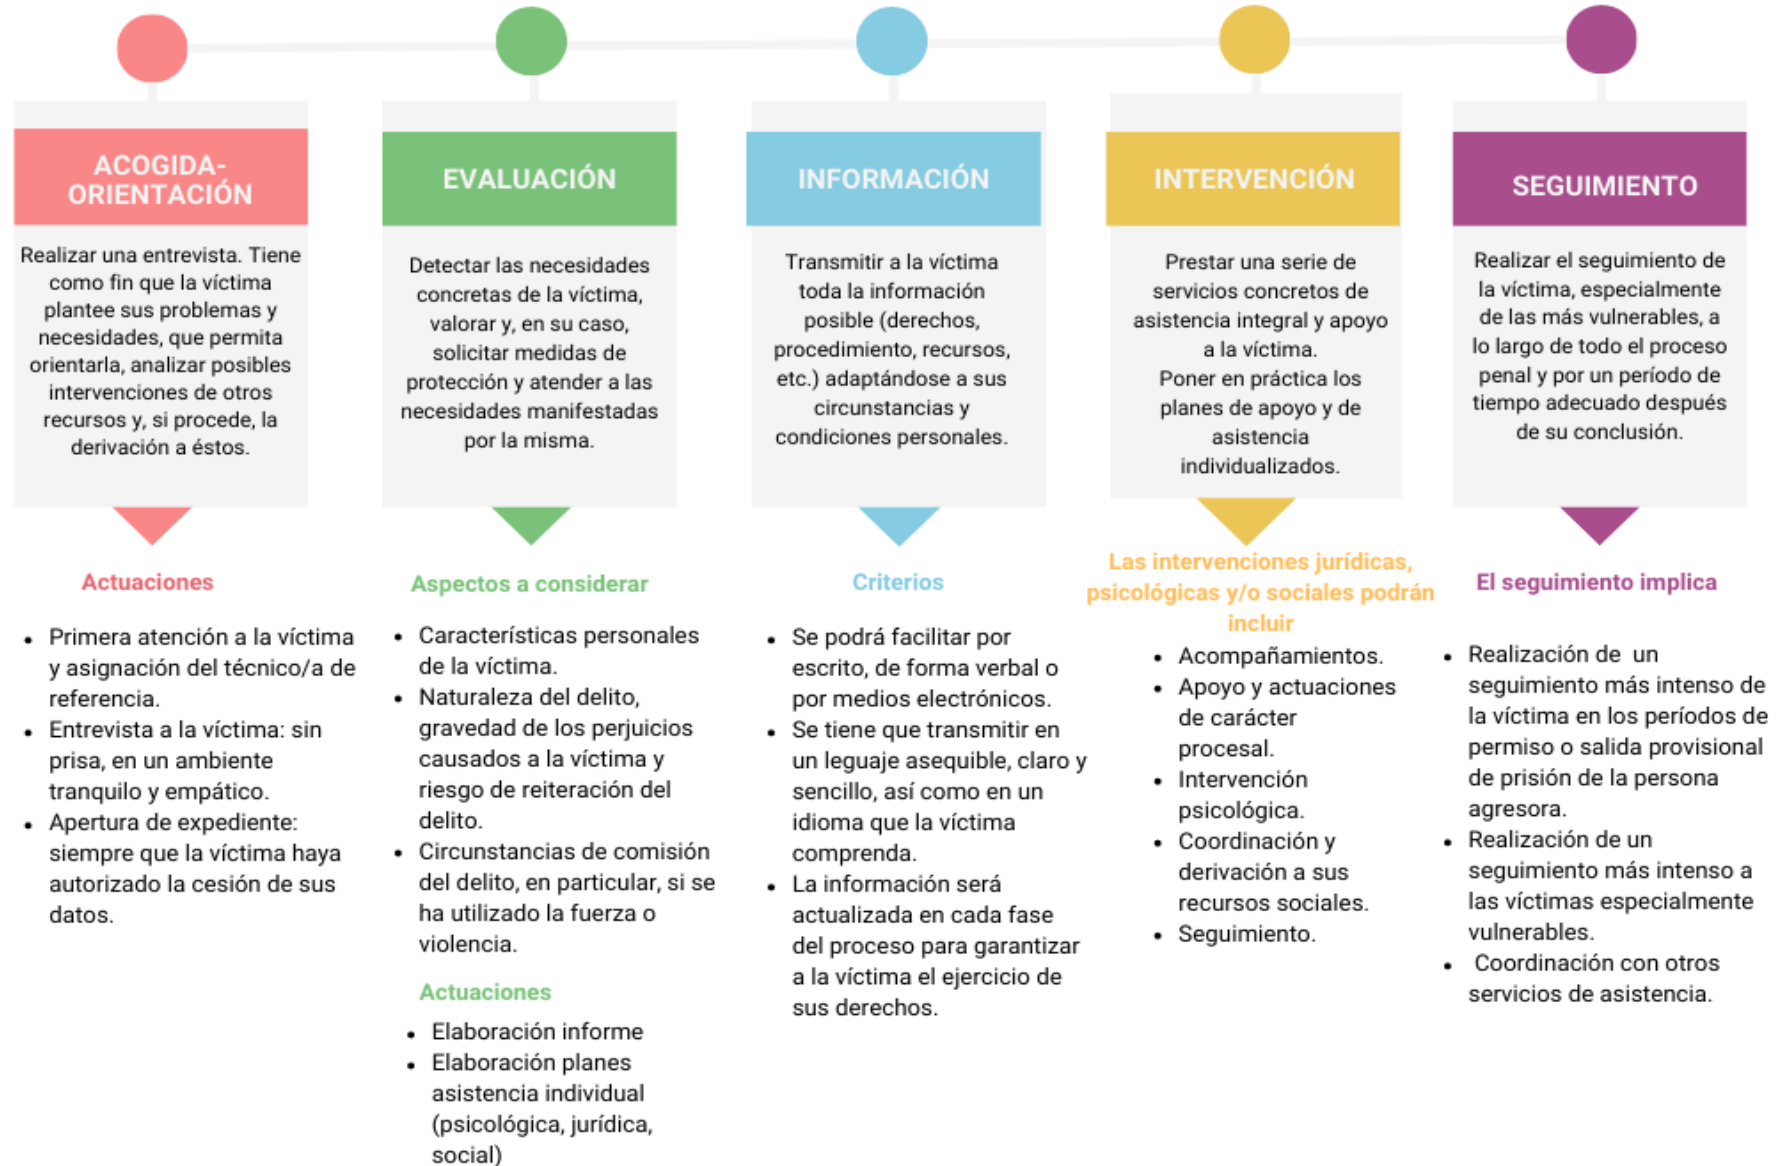 ACOGIDA-
ORIENTACIÓN
Realizar una entrevista. Tiene
como fin que la víctima
plantee sus problemas y
necesidades, que permita
orientarla, analizar posibles
intervenciones de otros
recursos y, si procede, la
derivación a éstos.
Actuaciones
• Primera atención a la víctima
y asignación del técnico/a de
referencia.
• Entrevista a la víctima: sin
prisa, en un ambiente
tranquilo y empático.
• Apertura de expediente:
siempre que la víctima haya
autorizado la cesión de sus
datos.
EVALUACIÓN
Detectar las necesidades
concretas de la víctima,
valorar y, en su caso,
solicitar medidas de
protección y atender a las
necesidades manifestadas
por la misma.
Aspectos a considerar
• Características personales
de la víctima.
• Naturaleza del delito,
gravedad de los perjuicios
causados a la víctima y
riesgo de reiteración del
delito.
• Circunstancias de comisión
del delito, en particular, si se
ha utilizado la fuerza o
violencia.
Actuaciones
• Elaboración informe
• Elaboración planes
asistencia individual
(psicológica, jurídica,
social)
INFORMACIÓN
Transmitir a la víctima
toda la información
posible (derechos,
procedimiento, recursos,
etc.) adaptándose a sus
circunstancias y
condiciones personales.
Criterios
• Se podrá facilitar por
escrito, de forma verbal o
por medios electrónicos.
• Se tiene que transmitir en
un leguaje asequible, claro y
sencillo, así como en un
idioma que la víctima
comprenda.
• La información será
actualizada en cada fase
del proceso para garantizar
a la víctima el ejercicio de
sus derechos.
INTERVENCIÓN
Prestar una serie de
servicios concretos de
asistencia integral y apoyo
a la víctima.
Poner en práctica los
planes de apoyo y de
asistencia
individualizados.
Las intervenciones jurídicas,
psicológicas y/o sociales podrán
incluir
• Acompañamientos.
• Apoyo y actuaciones
de carácter
procesal.
• Intervención
psicológica.
• Coordinación y
derivación a sus
recursos sociales.
• Seguimiento.
SEGUIMIENTO
Realizar el seguimiento de
la víctima, especialmente
de las más vulnerables, a
lo largo de todo el proceso
penal y por un período de
tiempo adecuado después
de su conclusión.
El seguimiento implica
• Realización de un
seguimiento más intenso de
la víctima en los períodos de
permiso o salida provisional
de prisión de la persona
agresora.
• Realización de un
seguimiento más intenso a
las víctimas especialmente
vulnerables.
• Coordinación con otros
servicios de asistencia.